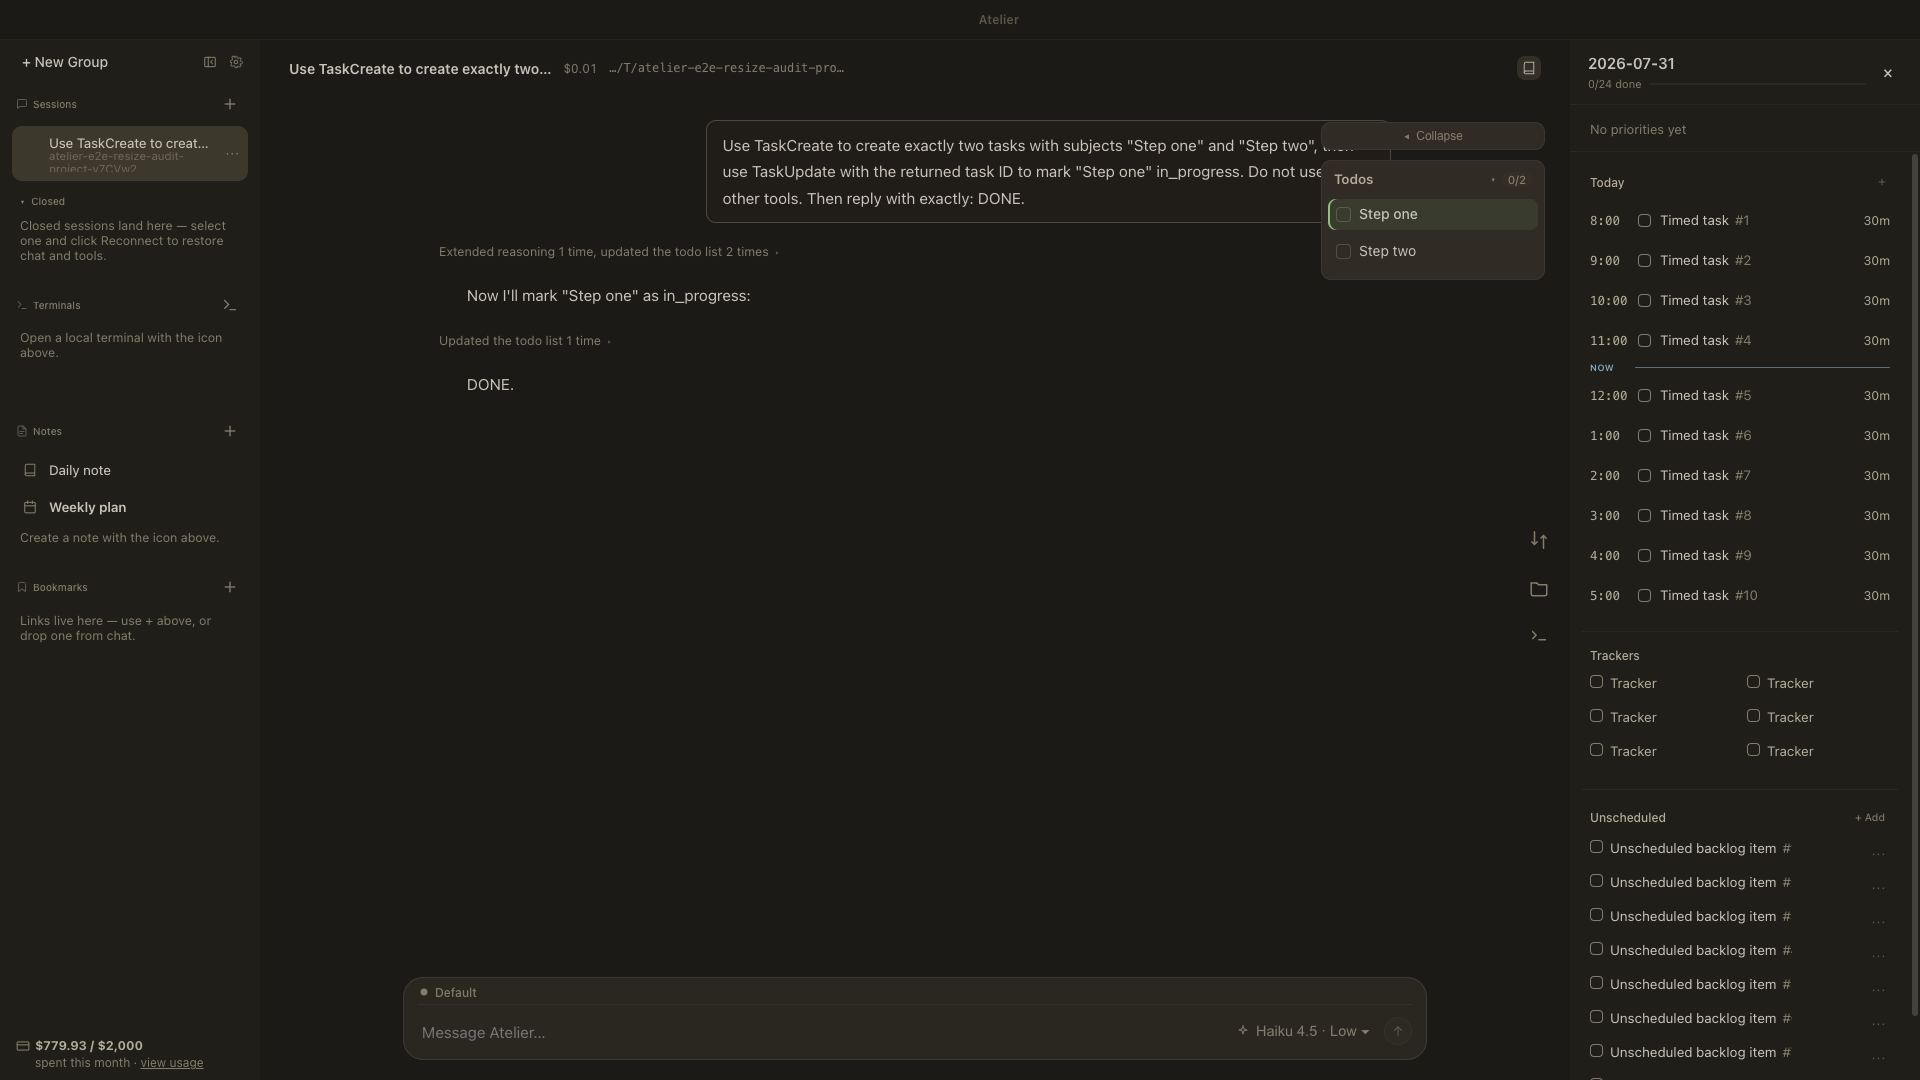 Atelier
+ New Group
Sessions
Use TaskCreate to creat...
atelier-e2e-resize-audit-
project-v7CVw2
Closed
Closed sessions land here — select
one and click Reconnect to restore
chat and tools.
Terminals
Open a local terminal with the icon
above.
Notes
Daily note
Weekly plan
Create a note with the icon above.
Bookmarks
Links live here — use + above, or
drop one from chat.
$779.93 / $2,000
spent this month · view usage
Use TaskCreate to create exactly two... $0.01 …/T/atelier-e2e-resize-audit-pro…
Use TaskCreate to create exactly two tasks with subjects "Step one" and "Step two", then
use TaskUpdate with the returned task ID to mark "Step one" in_progress. Do not use
other tools. Then reply with exactly: DONE.
Extended reasoning 1 time, updated the todo list 2 times
Now I'll mark "Step one" as in_progress:
Updated the todo list 1 time
DONE.
Collapse
Todos 0/2
Step one
Step two
Default
Message Atelier...
Haiku 4.5 · Low
2026-07-31
0/24 done
No priorities yet
Today +
8:00 Timed task #1 30m
9:00 Timed task #2 30m
10:00 Timed task #3 30m
11:00 Timed task #4 30m
NOW
12:00 Timed task #5 30m
1:00 Timed task #6 30m
2:00 Timed task #7 30m
3:00 Timed task #8 30m
4:00 Timed task #9 30m
5:00 Timed task #10 30m
Trackers
Tracker Tracker
Tracker Tracker
Tracker Tracker
Unscheduled + Add
Unscheduled backlog item # ...
Unscheduled backlog item # ...
Unscheduled backlog item # ...
Unscheduled backlog item # ...
Unscheduled backlog item # ...
Unscheduled backlog item # ...
Unscheduled backlog item # ...